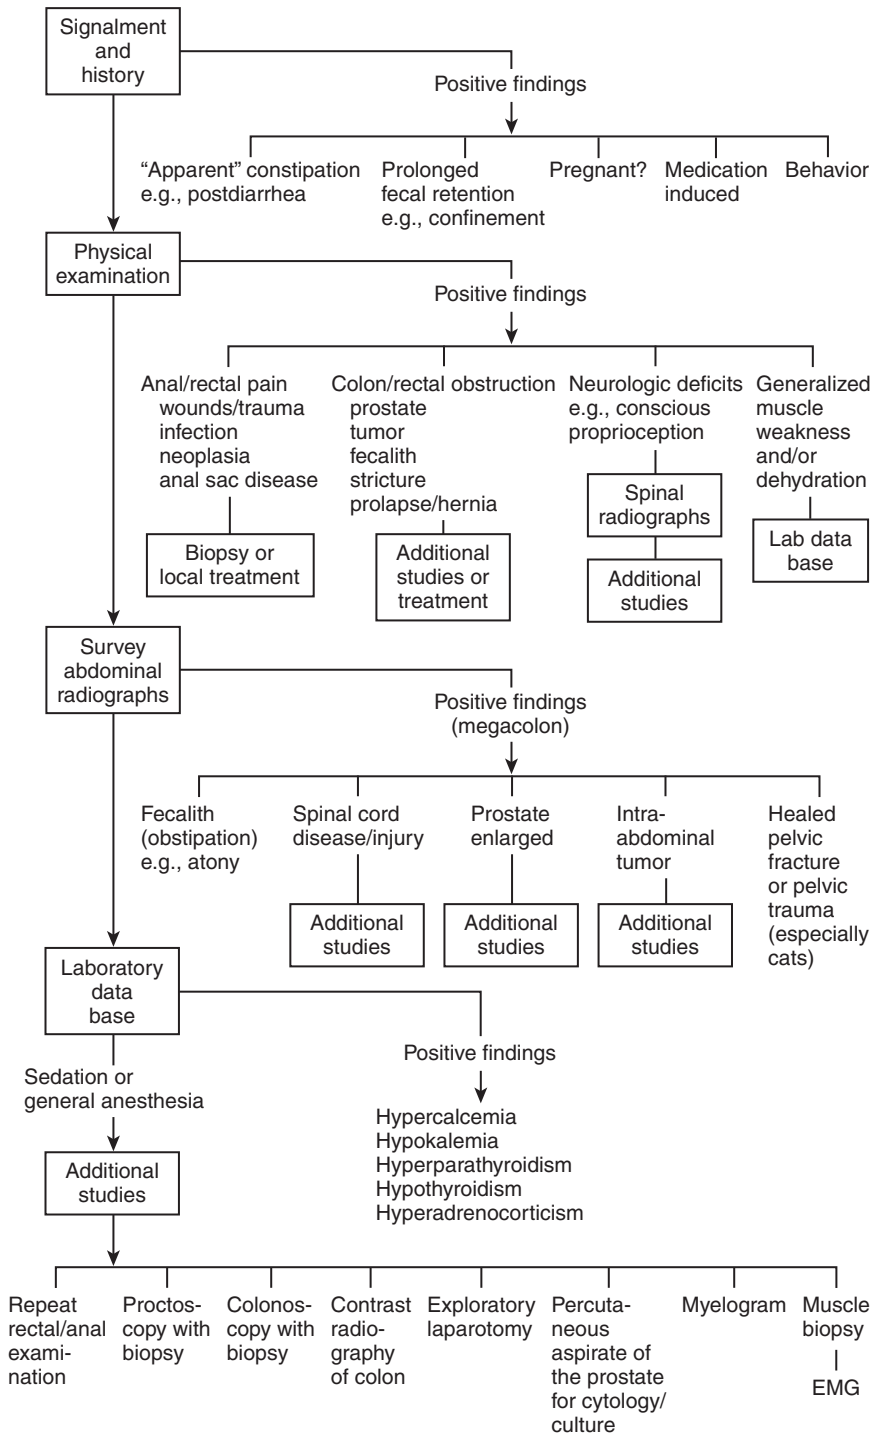 Signalment
and
history
Positive findings
“Apparent” constipation
e.g., postdiarrhea
Prolonged
fecal retention
e.g., confinement
Pregnant?
Medication
induced
Behavior
Physical
examination
Positive findings
Anal/rectal pain
wounds/trauma
infection
neoplasia
anal sac disease
Biopsy or
local treatment
Colon/rectal obstruction
prostate
tumor
fecalith
stricture
prolapse/hernia
Additional
studies or
treatment
Neurologic deficits
e.g., conscious
proprioception
Spinal
radiographs
Additional
studies
Generalized
muscle
weakness
and/or
dehydration
Lab data
base
Survey
abdominal
radiographs
Positive findings
(megacolon)
Fecalith
(obstipation)
e.g., atony
Spinal cord
disease/injury
Additional
studies
Prostate
enlarged
Additional
studies
Intra-
abdominal
tumor
Additional
studies
Healed
pelvic
fracture
or pelvic
trauma
(especially
cats)
Laboratory
data
base
Positive findings
Hypercalcemia
Hypokalemia
Hyperparathyroidism
Hypothyroidism
Hyperadrenocorticism
Sedation or
general anesthesia
Additional
studies
Repeat
rectal/anal
exami-
nation
Proctos-
copy with
biopsy
Colonos-
copy with
biopsy
Contrast
radio-
graphy
of colon
Exploratory
laparotomy
Percuta-
neous
aspirate of
the prostate
for cytology/
culture
Myelogram
Muscle
biopsy
EMG